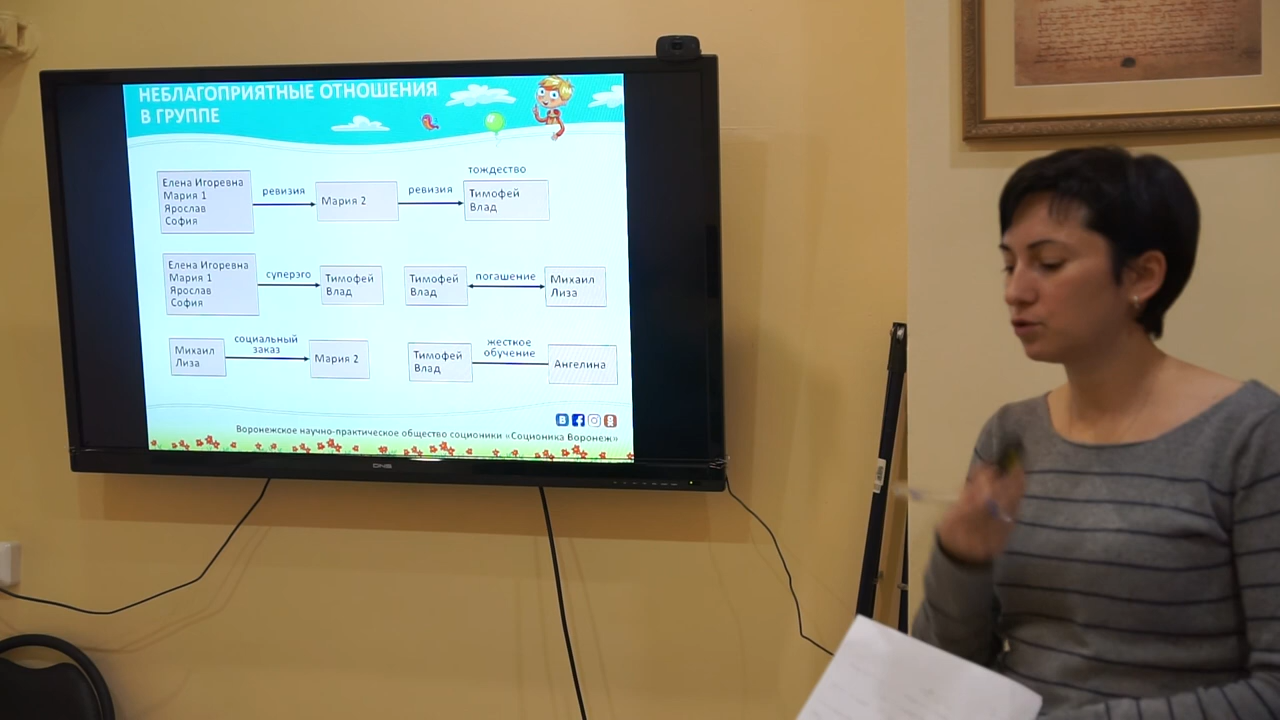 НЕБЛАГОПРИЯТНЫЕ ОТНОШЕНИЯ
В ГРУППЕ
Елена Игоревна
Мария 1
Ярослав
София
ревизия
Мария 2
ревизия
тождество
Тимофей
Влад
Елена Игоревна
Мария 1
Ярослав
София
суперэго
Тимофей
Влад
Тимофей
Влад
погашение
Михаил
Лиза
Михаил
Лиза
социальный
заказ
Мария 2
Тимофей
Влад
жесткое
обучение
Ангелина
Воронежское научно-практическое общество соционики «Соционика Воронеж»
DNS